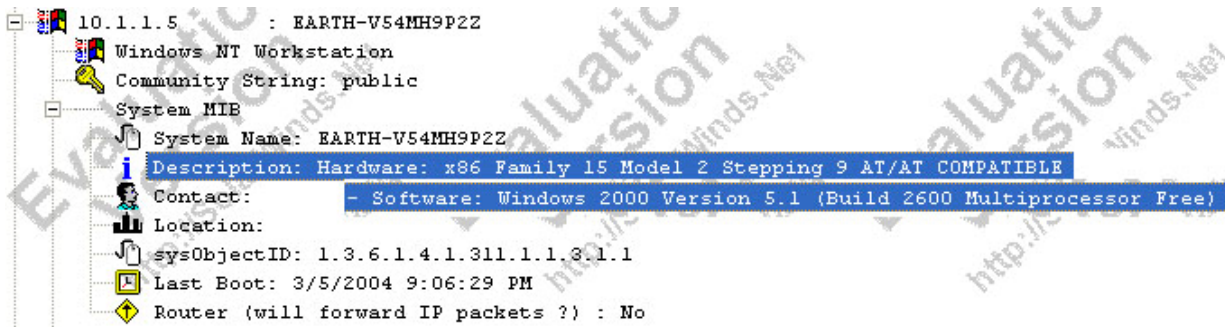 10.1.1.5 : EARTH-V54MH9P2Z
Windows NT Workstation
Community String: public
System MIB
System Name: EARTH-V54MH9P2Z
Description: Hardware: x86 Family 15 Model 2 Stepping 9 AT/AT COMPATIBLE
Contact: - Software: Windows 2000 Version 5.1 (Build 2600 Multiprocessor Free)
Location:
sysObjectID: 1.3.6.1.4.1.311.1.1.3.1.1
Last Boot: 3/5/2004 9:06:29 PM
Router (will forward IP packets ?) : No
Evaluation
Version